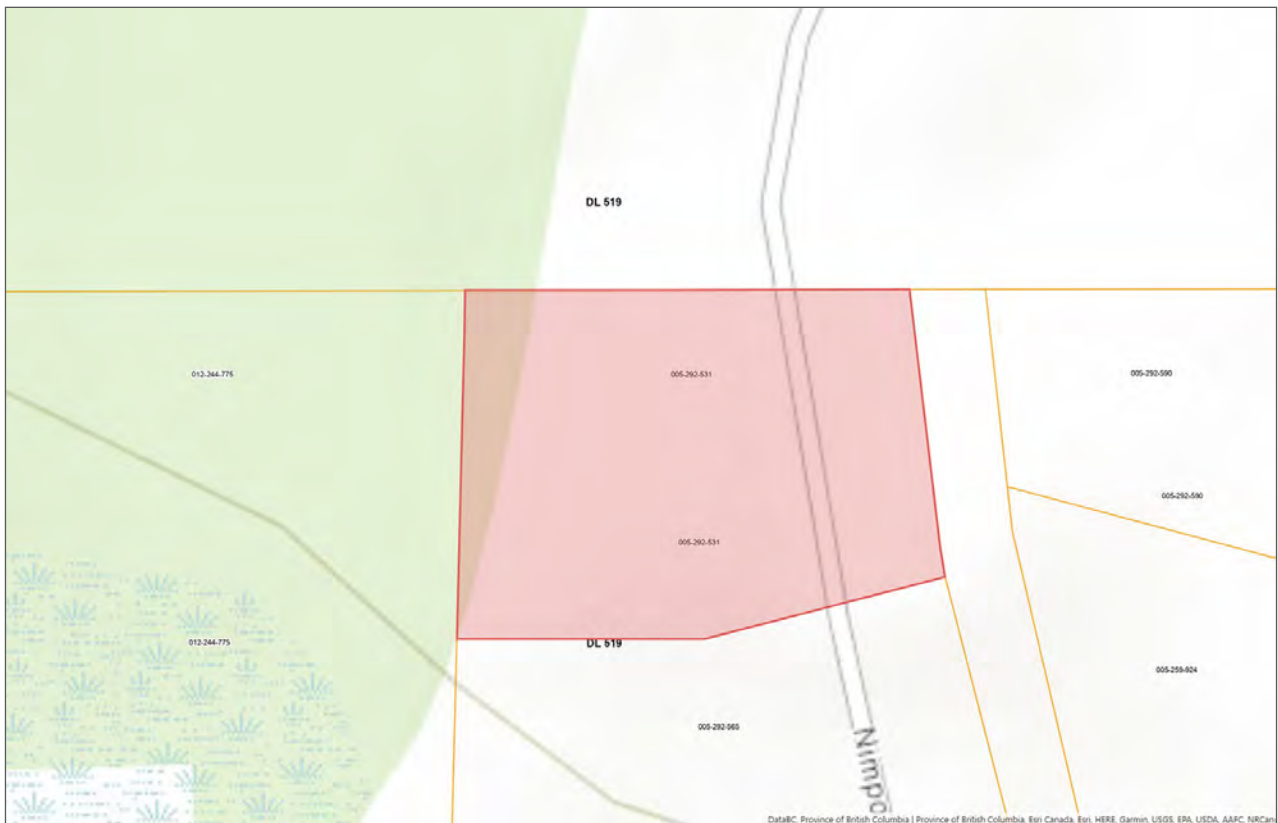 DL 519
012-244-775
005-292-531
005-292-590
005-292-590
005-292-531
012-244-775
DL 519
005-259-924
005-292-565
Nimpo
DataBC, Province of British Columbia | Province of British Columbia, Esri Canada, Esri, HERE, Garmin, USGS, EPA, USDA, AAFC, NRCan